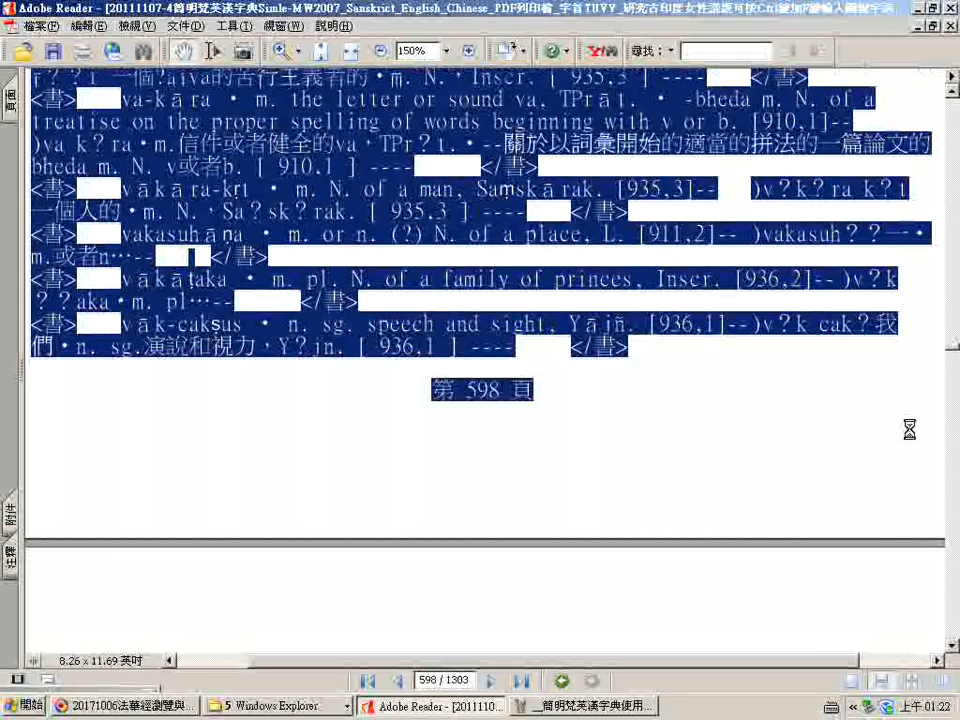 Adobe Reader - [20111107-4簡明梵英漢字典Simle-MW2007_Sanskrict_English_Chinese_PDF列印檔_字首TUVY_研究古印度女性議題可按Ctrl鍵加F鍵輸入關鍵字
檔案(F) 編輯(E) 檢視(V) 文件(D) 工具(T) 視窗(W) 說明(H)
150% 尋找:
頁面
r??t 一個?aiva的苦行主義者的‧m. N.,Inscr. [ 935,3 ] ---- </書>
<書> va-kāra ‧ m. the letter or sound va, TPrāt. ‧ -bheda m. N. of a
treatise on the proper spelling of words beginning with v or b. [910,1]--
)va k?ra‧m.信件或者健全的va,TPr?t.‧--關於以詞彙開始的適當的拼法的一篇論文的
bheda m. N. v或者b. [ 910,1 ] ---- </書>
<書> vākāra-kṛt ‧ m. N. of a man, Saṃskārak. [935,3]-- )v?k?ra k?t
一個人的‧m. N.,Sa?sk?rak. [ 935,3 ] ---- </書>
<書> vakasuhāṇa ‧ m. or n. (?) N. of a place, L. [911,2]-- )vakasuh??一‧
m.或者n…-- </書>
<書> vākāṭaka ‧ m. pl. N. of a family of princes, Inscr. [936,2]-- )v?k
??aka‧m. pl…-- </書>
<書> vāk-cakṣus ‧ n. sg. speech and sight, Yājñ. [936,1]--)v?k cak?我
們‧n. sg.演說和視力,Y?jn. [ 936,1 ] ---- </書>
第 598 頁
附件
注釋
8.26 x 11.69 英吋
598 / 1303
開始 20171006法華經瀏覽與... 5 Windows Explorer Adobe Reader - [2011110... __簡明梵英漢字典使用... 上午 01:22